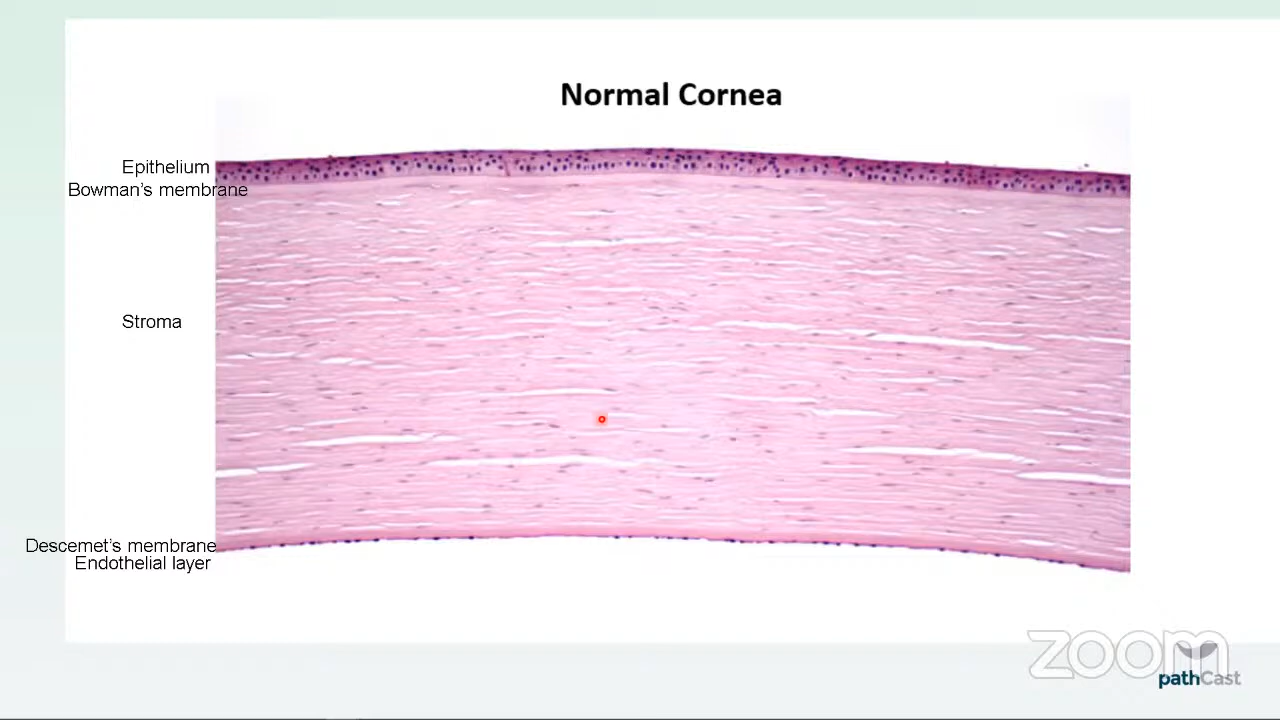 Normal Cornea
Epithelium
Bowman's membrane
Stroma
Descemet's membrane
Endothelial layer
zoom
pathCast